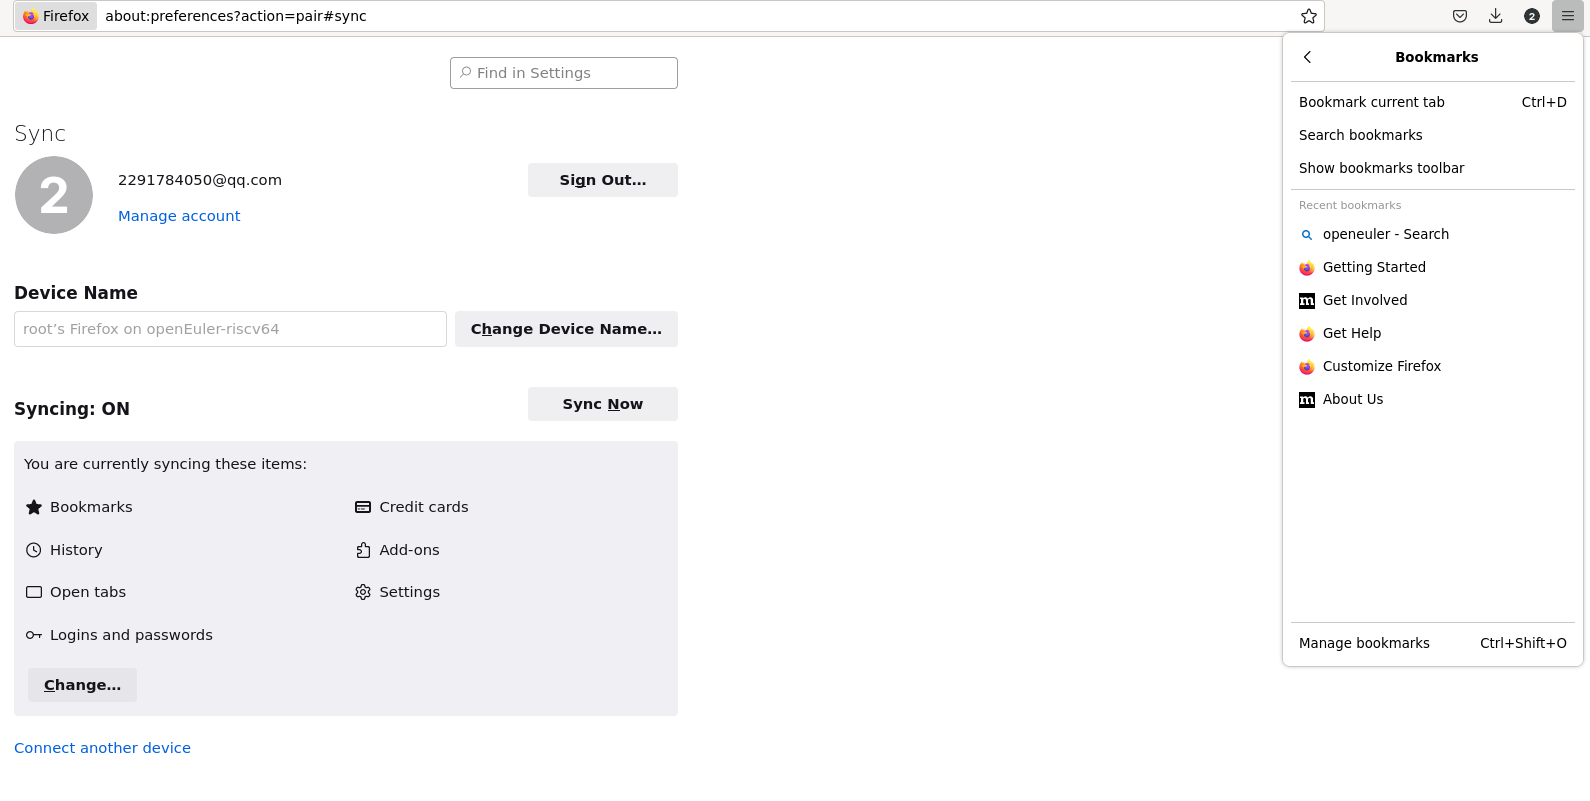 Firefox about:preferences?action=pair#sync
2
Find in Settings
Sync
2
2291784050@qq.com
Sign Out…
Manage account
Device Name
root’s Firefox on openEuler-riscv64
Change Device Name…
Syncing: ON
Sync Now
You are currently syncing these items:
Bookmarks
Credit cards
History
Add-ons
Open tabs
Settings
Logins and passwords
Change…
Connect another device
Bookmarks
Bookmark current tab Ctrl+D
Search bookmarks
Show bookmarks toolbar
Recent bookmarks
openeuler - Search
Getting Started
m Get Involved
Get Help
Customize Firefox
m About Us
Manage bookmarks Ctrl+Shift+O